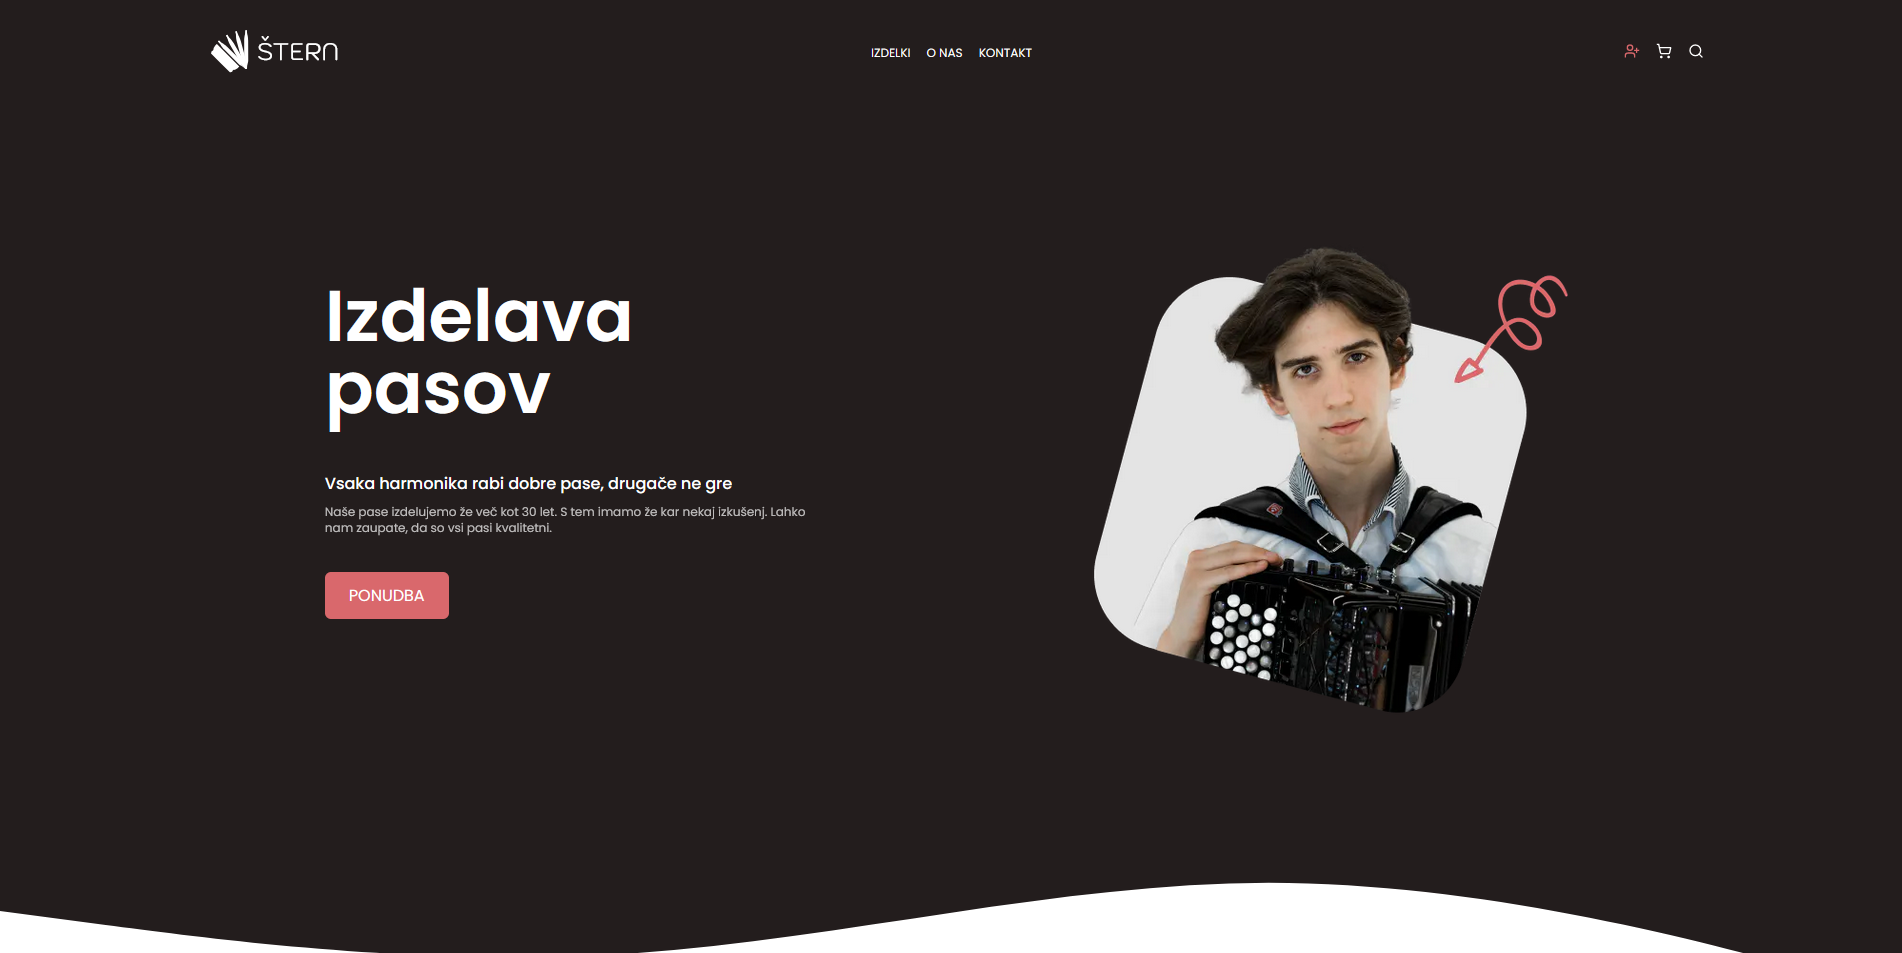 ŠTERN
IZDELKI O NAS KONTAKT
Izdelava
pasov
Vsaka harmonika rabi dobre pase, drugače ne gre
Naše pase izdelujemo že več kot 30 let. S tem imamo že kar nekaj izkušenj. Lahko
nam zaupate, da so vsi pasi kvalitetni.
PONUDBA